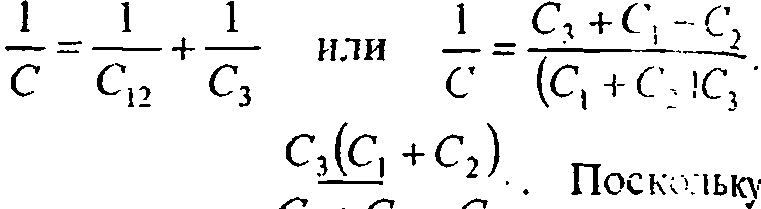 1/C = 1/C₁₂ + 1/C₃ или 1/C = (C₃ + C₁ − C₂)/((C₁ + C₂)C₃).
C₃(C₁ + C₂) . Поскольку